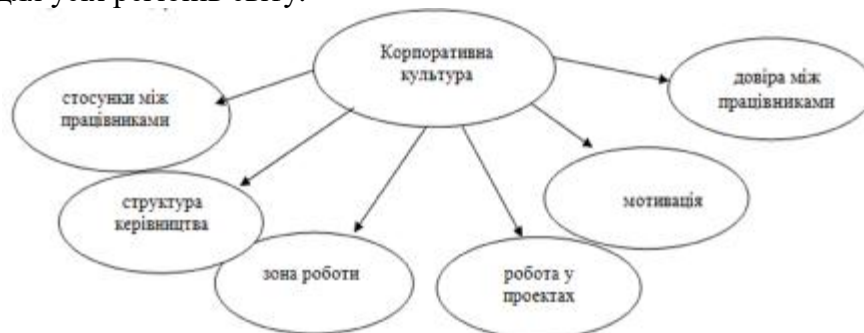 Корпоративна
культура
стосунки між
працівниками
довіра між
працівниками
структура
керівництва
мотивація
зона роботи
робота у
проектах